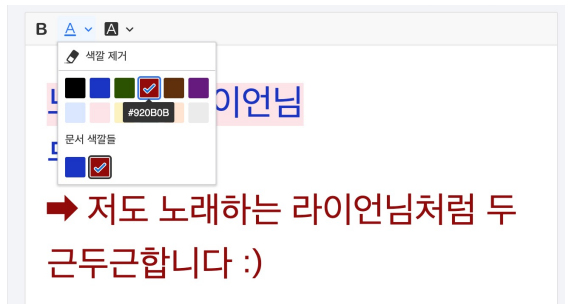 B A A
색깔 제거
이언님
#920B0B
문서 색깔들
➡ 저도 노래하는 라이언님처럼 두
근두근합니다 :)